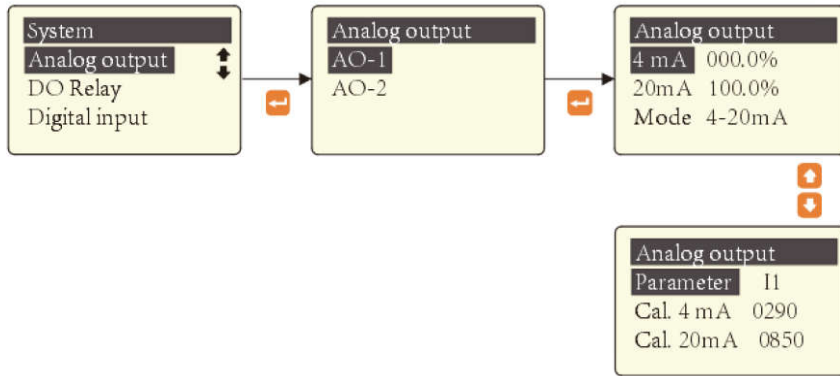 System
Analog output
DO Relay
Digital input
Analog output
AO-1
AO-2
Analog output
4 mA 000.0%
20mA 100.0%
Mode 4-20mA
Analog output
Parameter I1
Cal. 4 mA 0290
Cal. 20mA 0850